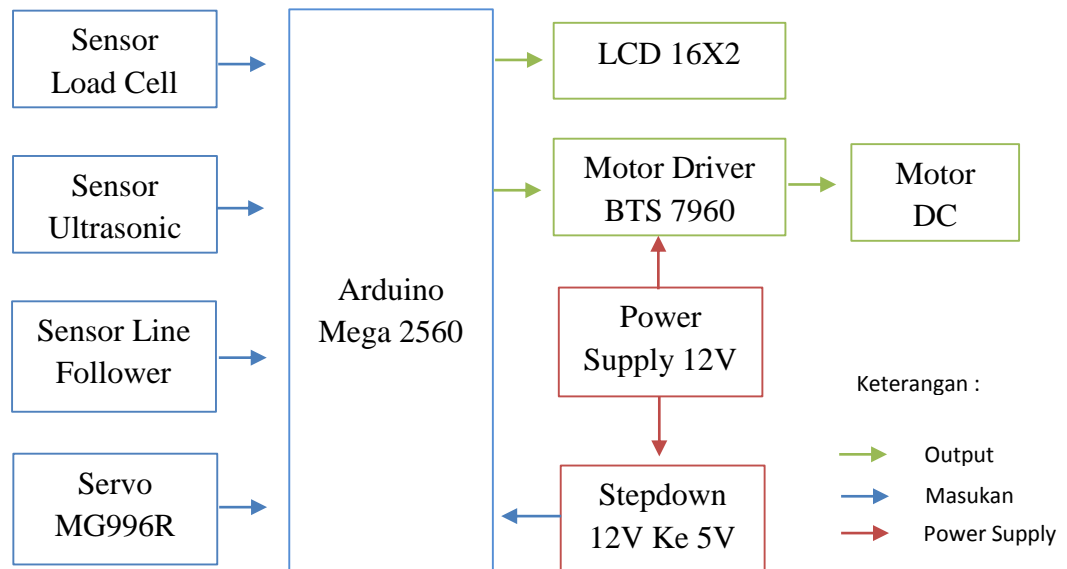 Sensor
Load Cell
Sensor
Ultrasonic
Sensor Line
Follower
Servo
MG996R
Arduino
Mega 2560
LCD 16X2
Motor Driver
BTS 7960
Motor
DC
Power
Supply 12V
Stepdown
12V Ke 5V
Keterangan :
Output
Masukan
Power Supply